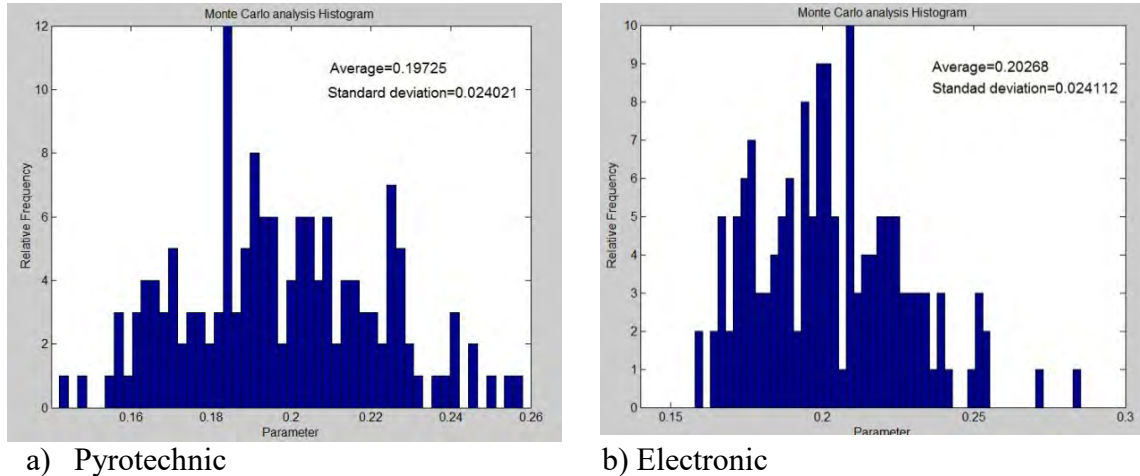 Monte Carlo analysis Histogram
12
10
8
6
4
2
0
Relative Frequency
Average=0.19725
Standard deviation=0.024021
0.16
0.18
0.2
0.22
0.24
0.26
Parameter
a) Pyrotechnic
Monte Carlo analysis Histogram
10
9
8
7
6
5
4
3
2
1
0
Relative Frequency
Average=0.20268
Standad deviation=0.024112
0.15
0.2
0.25
0.3
Parameter
b) Electronic